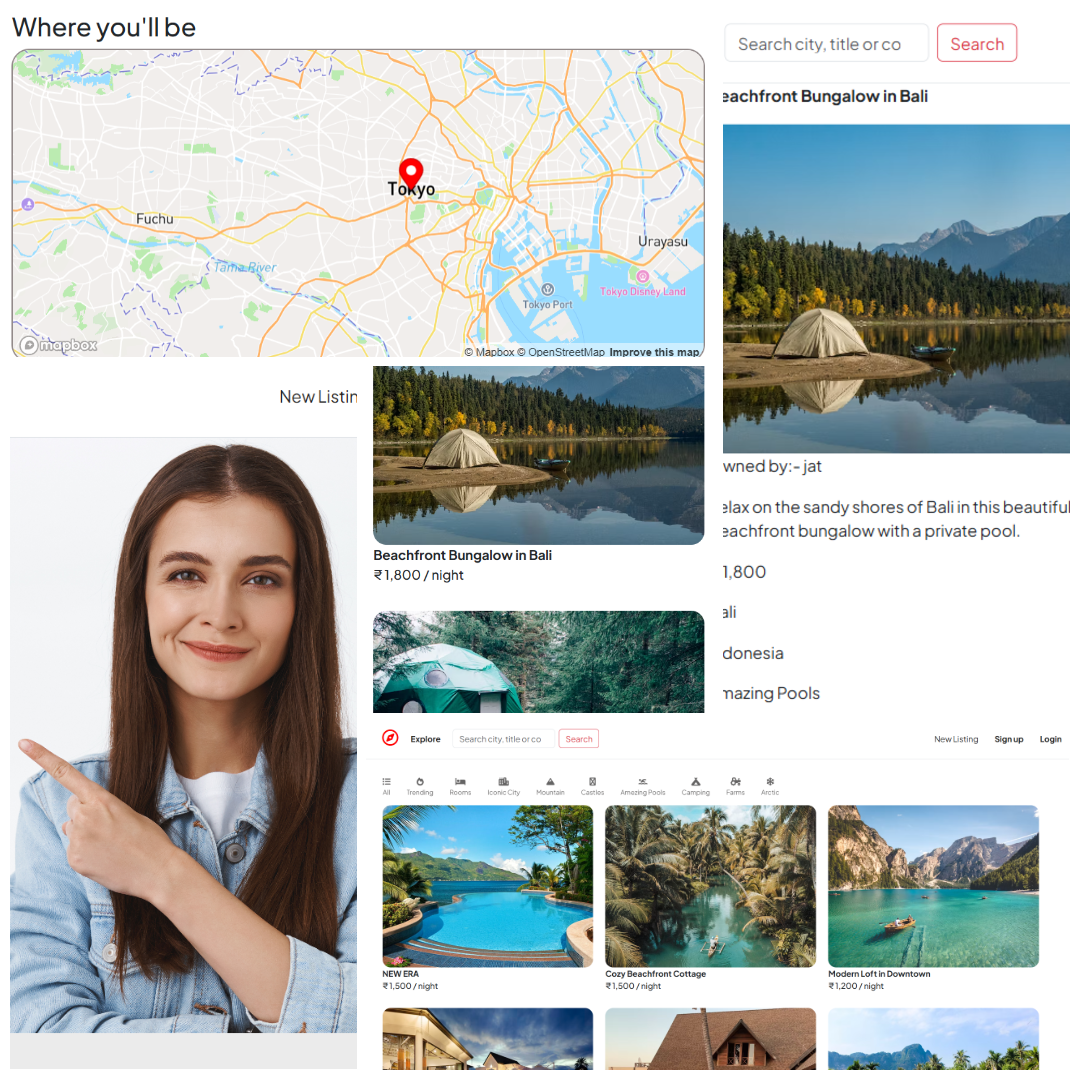 Where you'll be
Tokyo
Fuchu
Urayasu
Tama River
Tokyo Disney Land
Tokyo Port
mapbox
© Mapbox © OpenStreetMap Improve this map
Search city, title or co
Search
eachfront Bungalow in Bali
wned by:- jat
elax on the sandy shores of Bali in this beautiful
eachfront bungalow with a private pool.
1,800
ali
donesia
mazing Pools
New Listin
Beachfront Bungalow in Bali
₹1,800 / night
Explore
Search city, title or co
Search
New Listing
Sign up
Login
All
Trending
Rooms
Iconic City
Mountain
Castles
Amazing Pools
Camping
Farms
Arctic
NEW ERA
₹1,500 / night
Cozy Beachfront Cottage
₹1,500 / night
Modern Loft in Downtown
₹1,200 / night